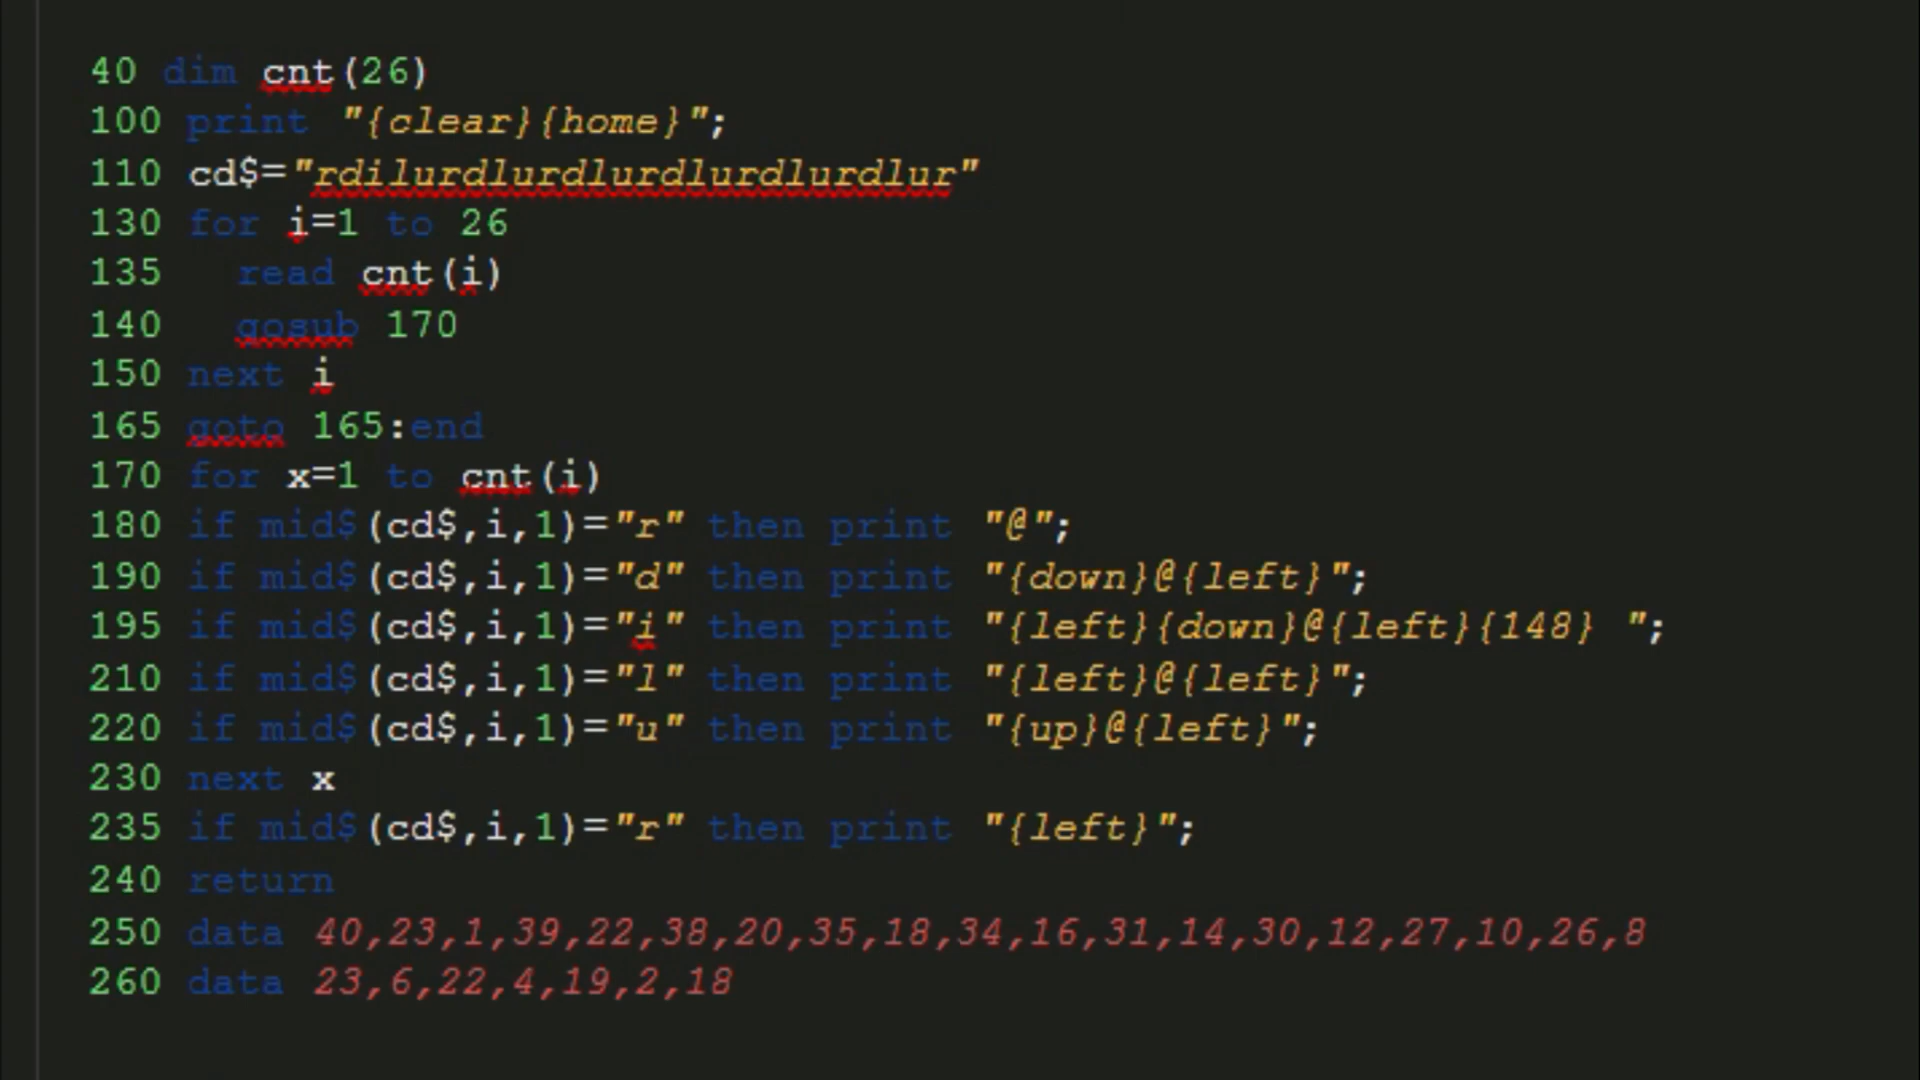 40 dim cnt(26)
100 print "{clear}{home}";
110 cd$="rdilurdlurdlurdlurdlurdlur"
130 for i=1 to 26
135 read cnt(i)
140 gosub 170
150 next i
165 goto 165:end
170 for x=1 to cnt(i)
180 if mid$(cd$,i,1)="r" then print "@";
190 if mid$(cd$,i,1)="d" then print "{down}@{left}";
195 if mid$(cd$,i,1)="i" then print "{left}{down}@{left}{148} ";
210 if mid$(cd$,i,1)="l" then print "{left}@{left}";
220 if mid$(cd$,i,1)="u" then print "{up}@{left}";
230 next x
235 if mid$(cd$,i,1)="r" then print "{left}";
240 return
250 data 40,23,1,39,22,38,20,35,18,34,16,31,14,30,12,27,10,26,8
260 data 23,6,22,4,19,2,18